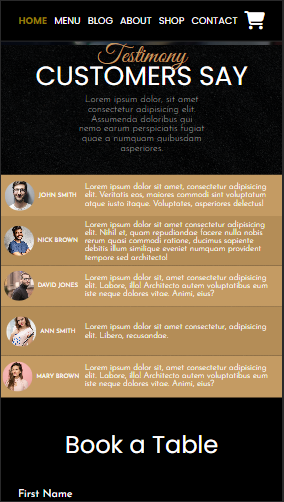 HOME MENU BLOG ABOUT SHOP CONTACT
Testimony
CUSTOMERS SAY
Lorem ipsum dolor, sit amet
consectetur adipisicing elit.
Assumenda doloribus qui
nemo earum perspiciatis fugiat
quae a numquam quibusdam
asperiores.
JOHN SMITH
Lorem ipsum dolor sit amet, consectetur adipisicing
elit. Veritatis eos, maiores commodi sint voluptatum
atque iusto itaque. Voluptates, asperiores delectus!
NICK BROWN
Lorem ipsum dolor sit amet consectetur adipisicing
elit. Nihil et, quam repudiandae facere nulla nobis
rerum quasi commodi ratione, ducimus sapiente
debitis illum similique eveniet numquam provident
tempore sed architecto!
DAVID JONES
Lorem ipsum dolor sit amet consectetur adipisicing
elit. Labore, illo! Architecto autem voluptatibus eum
iste neque dolores vitae. Animi, eius?
ANN SMITH
Lorem ipsum dolor sit amet consectetur, adipisicing
elit. Libero, recusandae.
MARY BROWN
Lorem ipsum dolor sit amet consectetur adipisicing
elit. Labore, illo! Architecto autem voluptatibus eum
iste neque dolores vitae. Animi, eius?
Book a Table
First Name